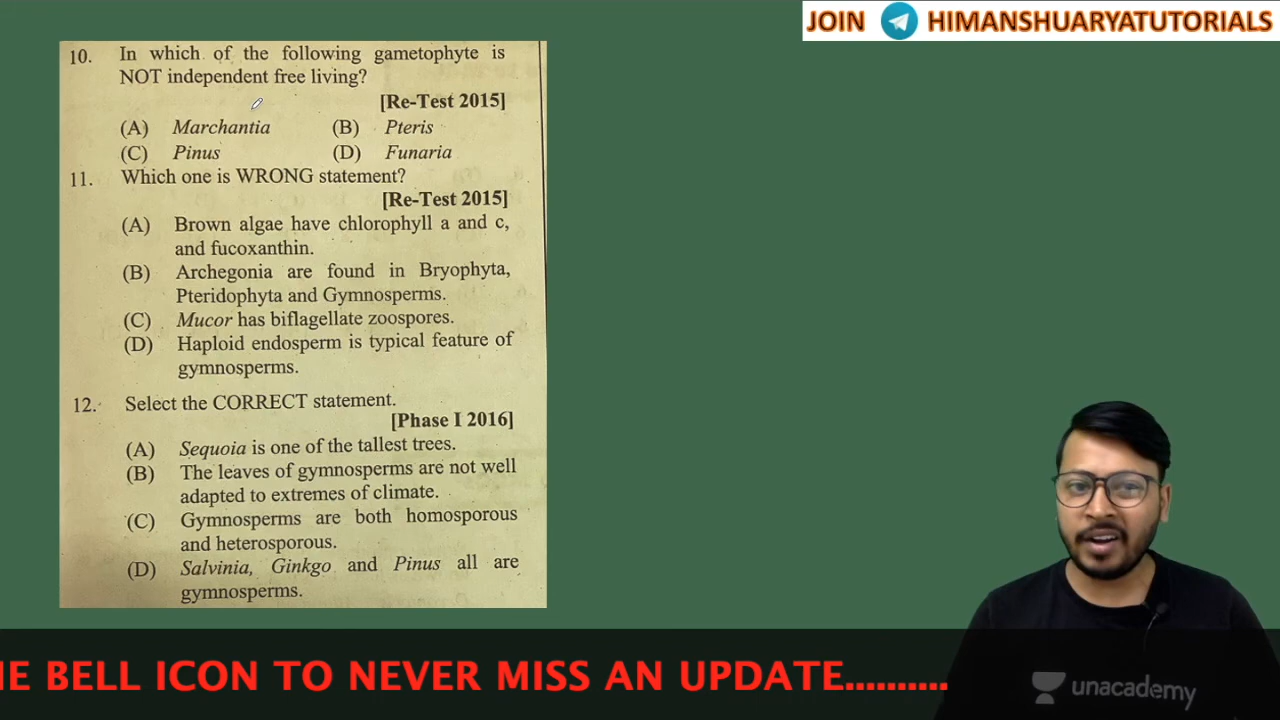 JOIN HIMANSHUARYATUTORIALS
10. In which of the following gametophyte is
NOT independent free living?
[Re-Test 2015]
(A) Marchantia (B) Pteris
(C) Pinus (D) Funaria
11. Which one is WRONG statement?
[Re-Test 2015]
(A) Brown algae have chlorophyll a and c,
and fucoxanthin.
(B) Archegonia are found in Bryophyta,
Pteridophyta and Gymnosperms.
(C) Mucor has biflagellate zoospores.
(D) Haploid endosperm is typical feature of
gymnosperms.
12. Select the CORRECT statement.
[Phase I 2016]
(A) Sequoia is one of the tallest trees.
(B) The leaves of gymnosperms are not well
adapted to extremes of climate.
(C) Gymnosperms are both homosporous
and heterosporous.
(D) Salvinia, Ginkgo and Pinus all are
gymnosperms.
E BELL ICON TO NEVER MISS AN UPDATE..........
unacademy